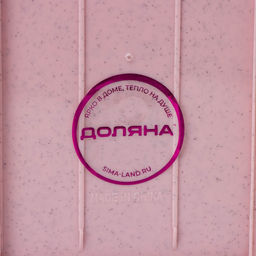 ЯРКО В ДОМЕ, ТЕПЛО НА ДУШЕ
ДОЛЯНА
SIMA-LAND.RU